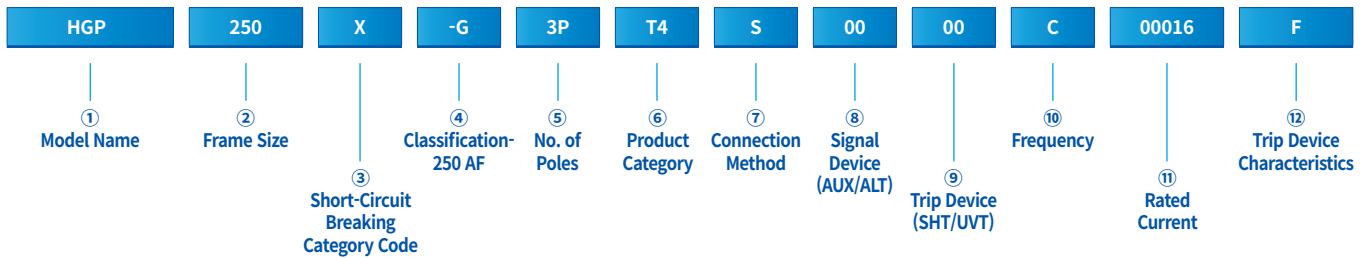 HGP 250 X -G 3P T4 S 00 00 C 00016 F
①
Model Name
②
Frame Size
③
Short-Circuit
Breaking
Category Code
④
Classification-
250 AF
⑤
No. of
Poles
⑥
Product
Category
⑦
Connection
Method
⑧
Signal
Device
(AUX/ALT)
⑨
Trip Device
(SHT/UVT)
⑩
Frequency
⑪
Rated
Current
⑫
Trip Device
Characteristics